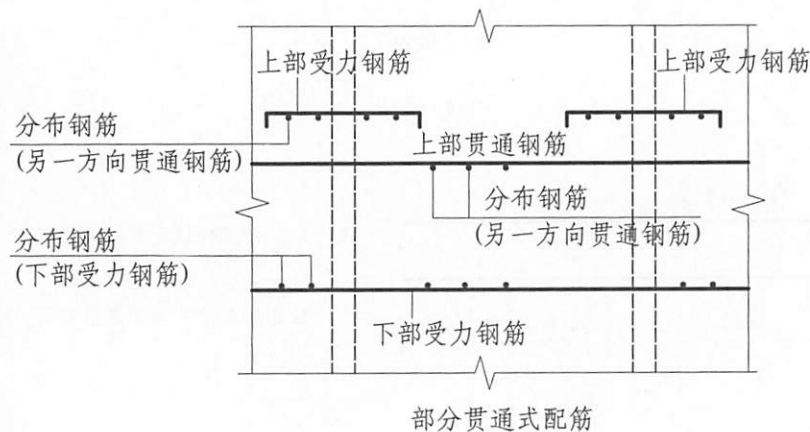 上部受力钢筋
上部受力钢筋
分布钢筋
(另一方向贯通钢筋)
上部贯通钢筋
分布钢筋
(另一方向贯通钢筋)
分布钢筋
(下部受力钢筋)
下部受力钢筋
部分贯通式配筋